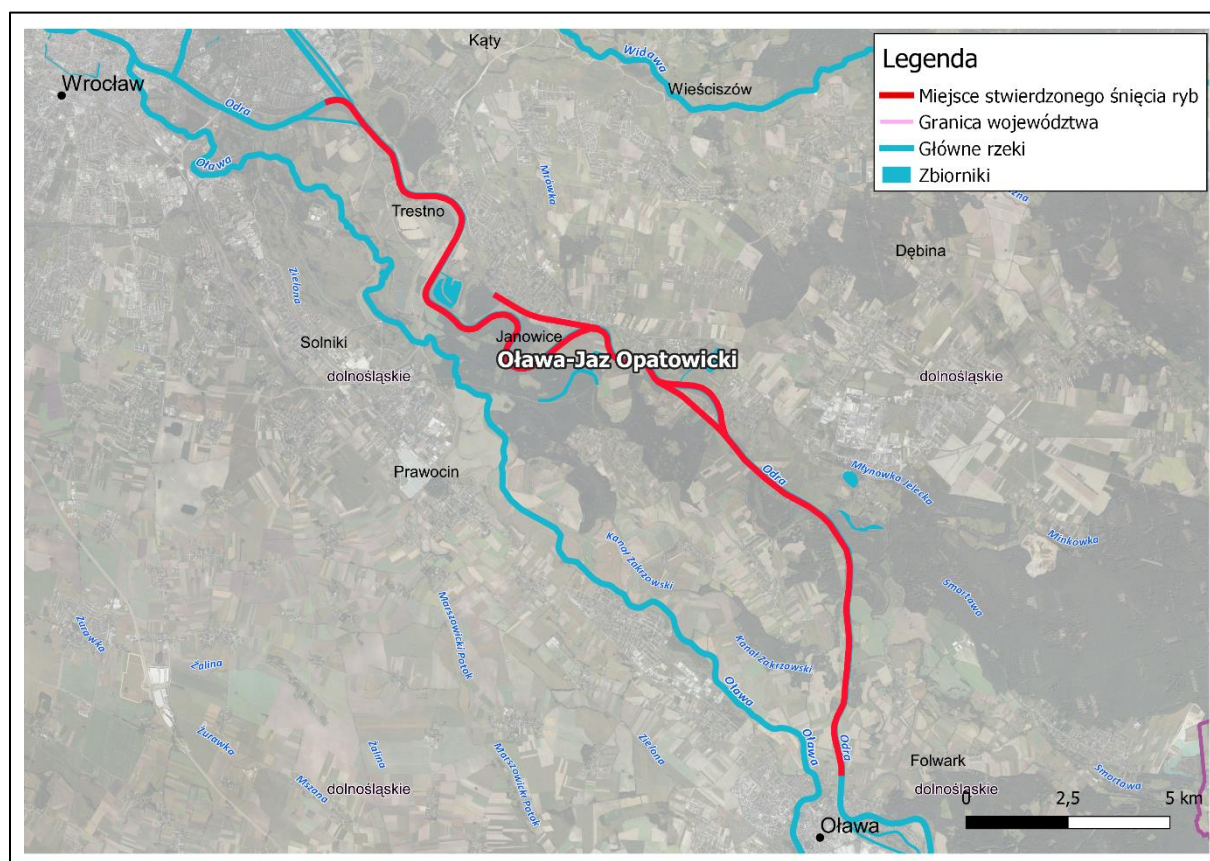 Kąty
Widawa
Wieściszów
Wrocław
Odra
Oława
Legenda
Miejsce stwierdzonego śnięcia ryb
Granica województwa
Główne rzeki
Zbiorniki
Mrówka
Trestno
Dębina
Zielona
Solniki
dolnośląskie
Janowice
Oława-Jaz Opatowicki
dolnośląskie
Prawocin
Odra
Młynówka Jelecka
Minkówka
Smortawa
Kanał Zakrzowski
Marszowicki Potok
Żurawka
Żalina
Kanał Zakrzowski
Oława
Żurawka
Żalina
Mszana
dolnośląskie
Marszowicki Potok
Zielona
Oława
Odra
Folwark
dolnośląskie
Smortawa
0 2,5 5 km
Oława